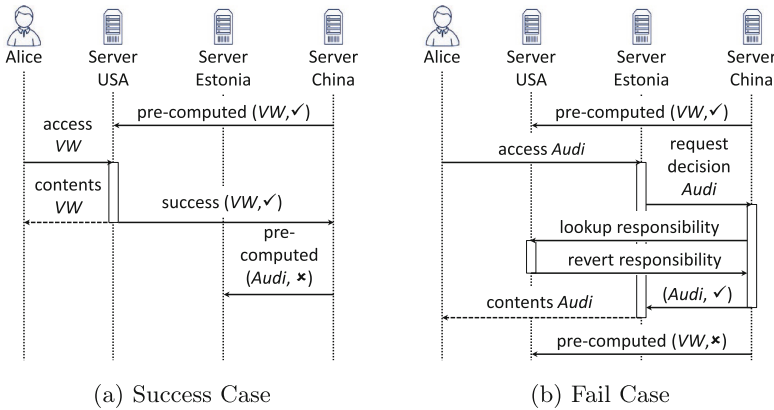 Alice Server USA Server Estonia Server China
pre-computed (VW,✓)
access VW
contents VW
success (VW,✓)
pre-computed (Audi, ✗)
(a) Success Case
Alice Server USA Server Estonia Server China
pre-computed (VW,✓)
access Audi
request decision Audi
lookup responsibility
revert responsibility
(Audi, ✓)
contents Audi
pre-computed (VW,✗)
(b) Fail Case